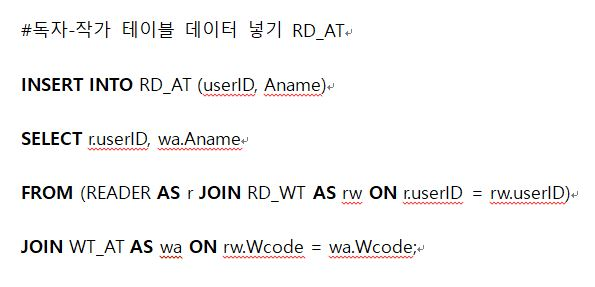 #독자-작가 테이블 데이터 넣기 RD_AT
INSERT INTO RD_AT (userID, Aname)
SELECT r.userID, wa.Aname
FROM (READER AS r JOIN RD_WT AS rw ON r.userID = rw.userID)
JOIN WT_AT AS wa ON rw.Wcode = wa.Wcode;